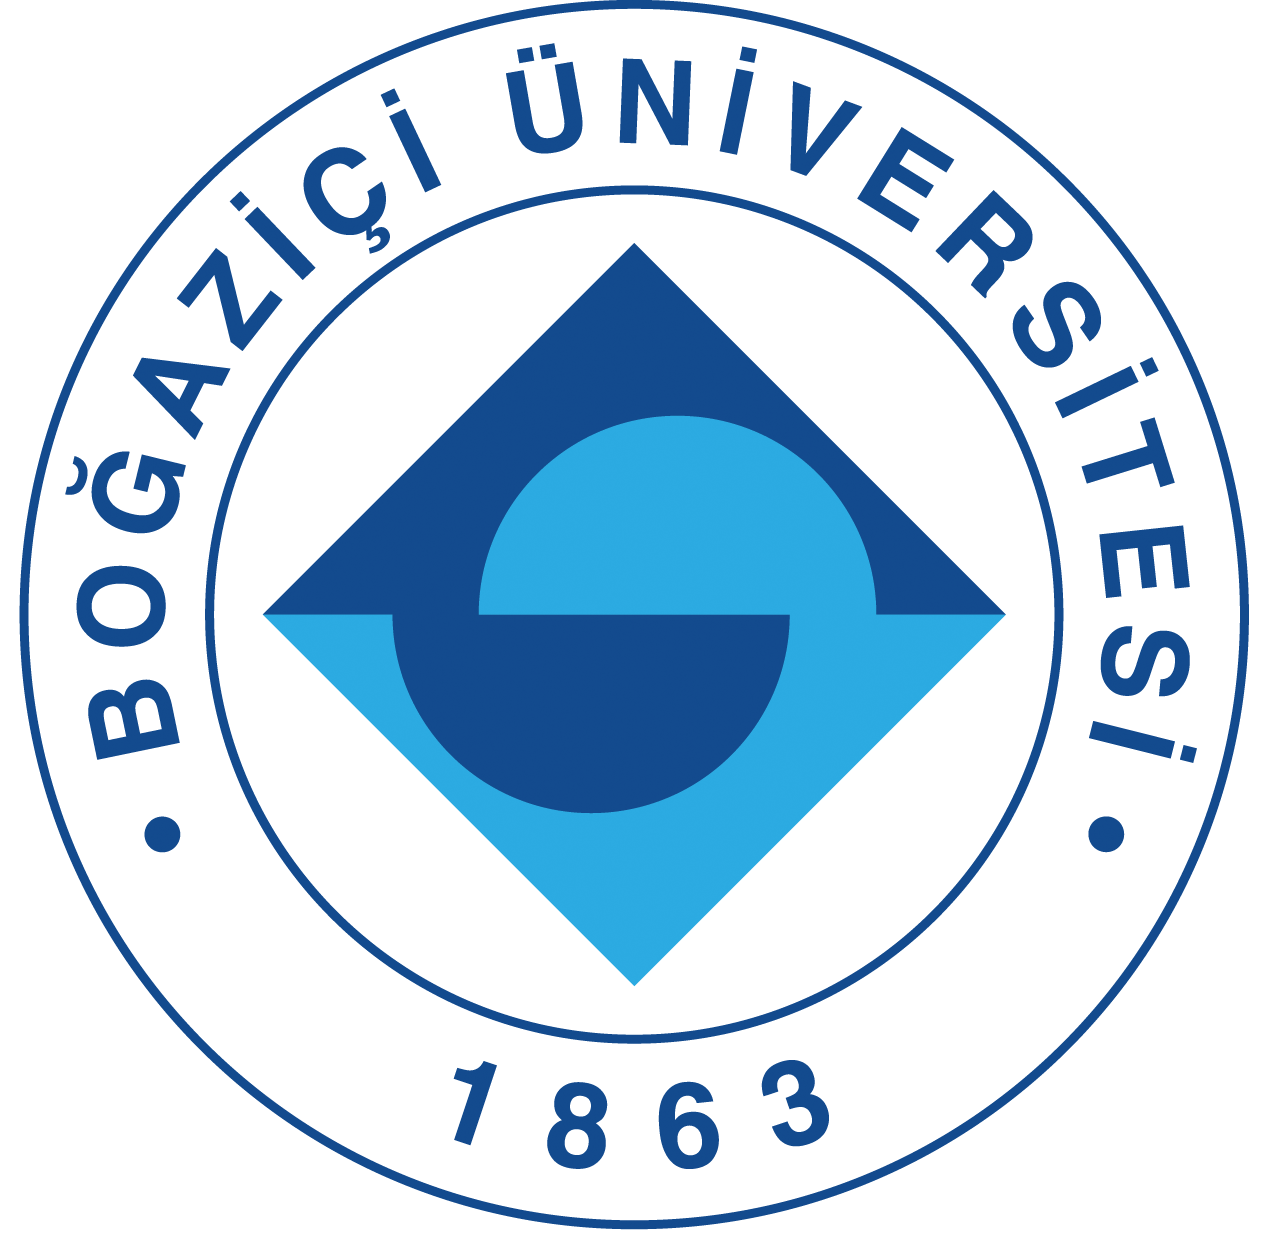 • BOĞAZİÇİ ÜNİVERSİTESİ •
1863